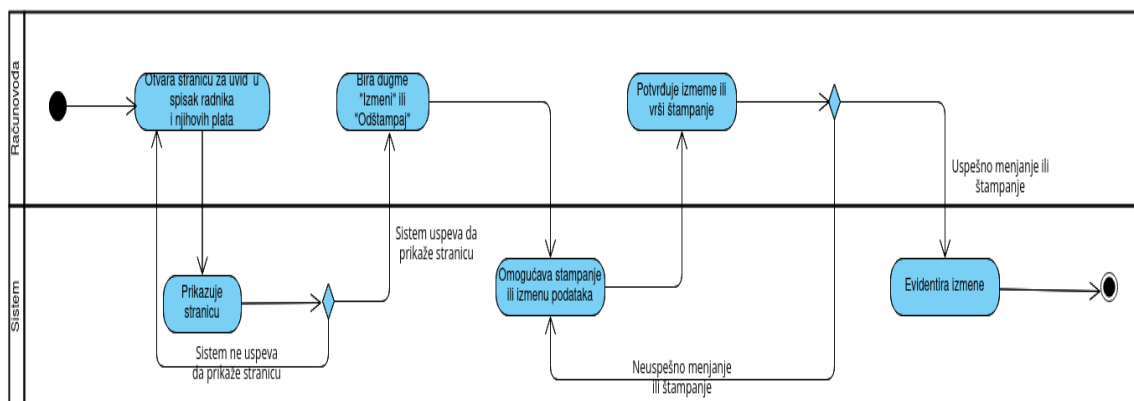 Računovođa
Otvara stranicu za uvid u
spisak radnika
i njihovih plata
Bira dugme
"Izmeni" ili
"Odštampaj"
Potvrđuje izmeme ili
vrši štampanje
Uspešno menjanje ili
štampanje
Sistem
Prikazuje
stranicu
Sistem uspeva da
prikaže stranicu
Sistem ne uspeva
da prikaže stranicu
Omogućava stampanje
ili izmenu podataka
Neuspešno menjanje
ili štampanje
Evidentira izmene